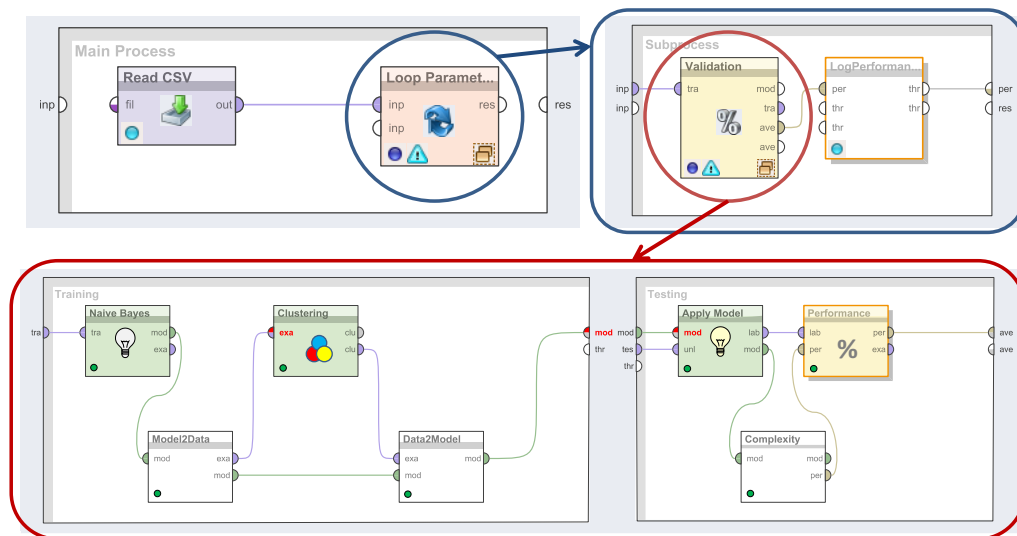 Main Process
Read CSV
Loop Paramet...
inp
fil
out
inp
res
res
inp
Subprocess
Validation
LogPerforman...
inp
tra
mod
per
thr
per
inp
tra
thr
thr
res
ave
thr
ave
%
Training
Naive Bayes
Clustering
tra
tra
mod
exa
clu
mod
exa
clu
thr
Model2Data
Data2Model
mod
exa
exa
mod
mod
mod
Testing
Apply Model
Performance
mod
mod
lab
lab
per
ave
tes
unl
mod
per
exa
ave
thr
%
Complexity
mod
mod
per